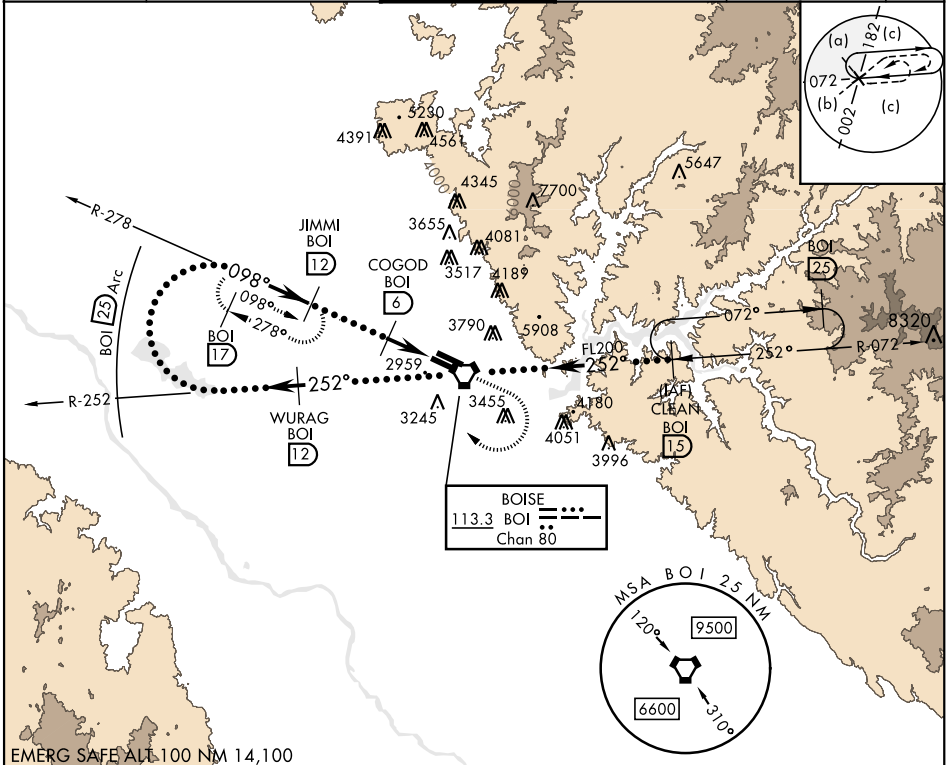 (a)
182
(c)
072
(b)
002
(c)
5230
4391
4561
4000
4345
6000
7700
5647
3655
4081
3517
4189
R-278
JIMMI
BOI
12
098°
COGOD
BOI
6
098°
278°
BOI
17
BOI 25 Arc
3790
5908
BOI
25
072°
8320
FL200
252°
252°
R-072
2959
(IAF)
CLEAN
BOI
15
252°
R-252
WURAG
BOI
12
3245
3455
4180
4051
3996
BOISE
113.3 BOI
Chan 80
MSA BOI 25 NM
120°
9500
6600
310°
EMERG SAFE ALT 100 NM 14,100